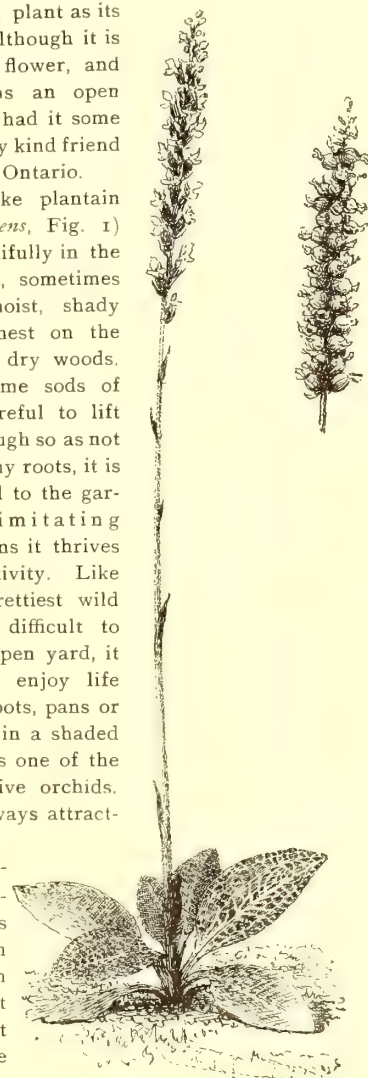 plant as its
lthough it is
flower, and
s an open
had it some
y kind friend
Ontario.
ke plantain
ens, Fig. 1)
ifully in the
, sometimes
noist, shady
nest on the
dry woods.
me sods of
reful to lift
ugh so as not
ny roots, it is
l to the gar-
imitating
ns it thrives
ivity. Like
rettiest wild
difficult to
pen yard, it
enjoy life
pots, pans or
in a shaded
s one of the
ive orchids.
ways attract-
-
-
s
n
n
t
t
e